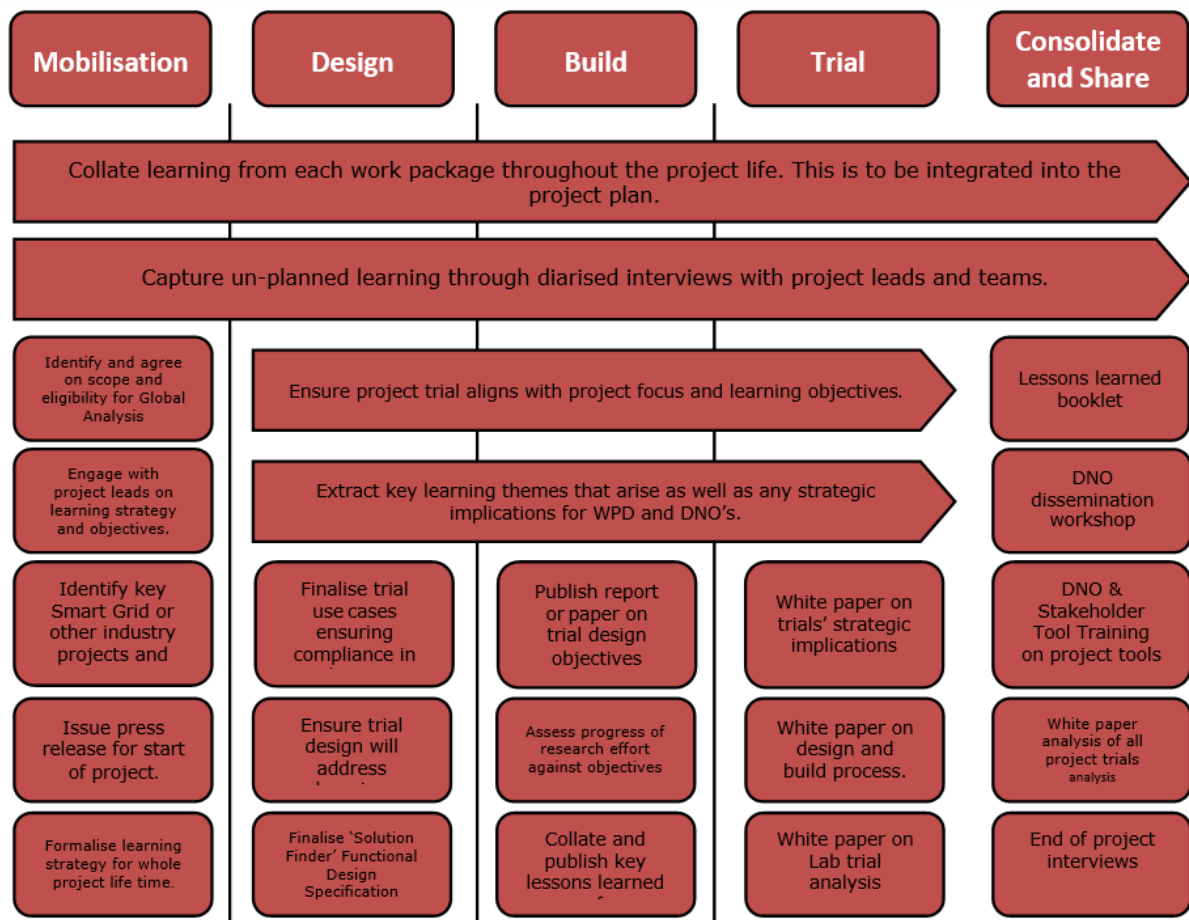 Mobilisation
Design
Build
Trial
Consolidate
and Share
Collate learning from each work package throughout the project life. This is to be integrated into the
project plan.
Capture un-planned learning through diarised interviews with project leads and teams.
Identify and agree
on scope and
eligibility for Global
Analysis
Ensure project trial aligns with project focus and learning objectives.
Lessons learned
booklet
Engage with
project leads on
learning strategy
and objectives.
Extract key learning themes that arise as well as any strategic
implications for WPD and DNO’s.
DNO
dissemination
workshop
Identify key
Smart Grid or
other industry
projects and
Finalise trial
use cases
ensuring
compliance in
Publish report
or paper on
trial design
objectives
White paper on
trials’ strategic
implications
DNO &
Stakeholder
Tool Training
on project tools
Issue press
release for start
of project.
Ensure trial
design will
address
Assess progress of
research effort
against objectives
White paper on
design and
build process.
White paper
analysis of all
project trials
analysis
Formalise learning
strategy for whole
project life time.
Finalise ‘Solution
Finder’ Functional
Design
Specification
Collate and
publish key
lessons learned
White paper on
Lab trial
analysis
End of project
interviews